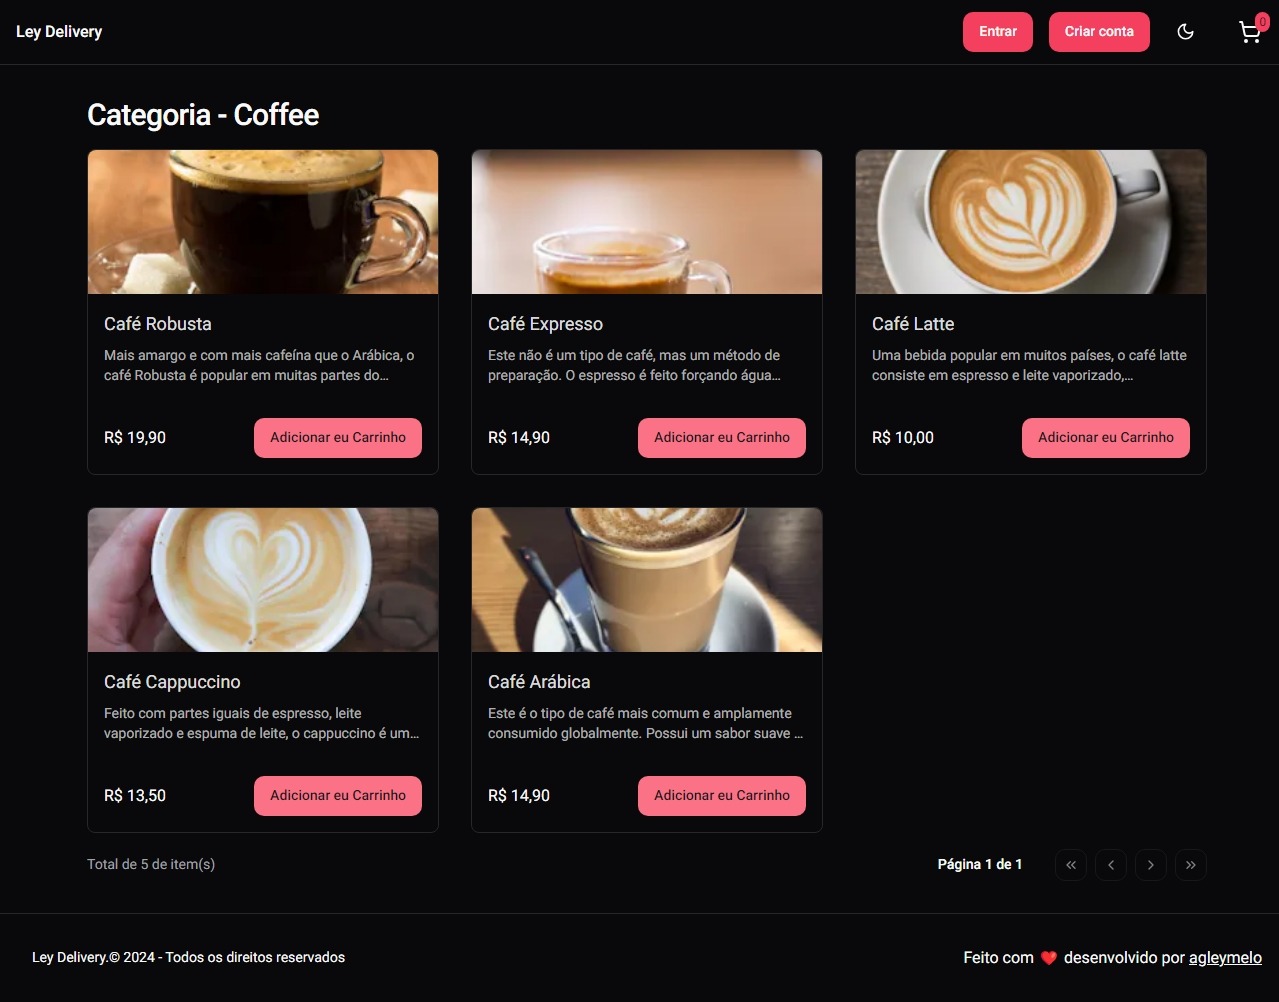 Ley Delivery
Entrar
Criar conta
0
Categoria - Coffee
Café Robusta
Mais amargo e com mais cafeína que o Arábica, o
café Robusta é popular em muitas partes do...
R$ 19,90
Adicionar eu Carrinho
Café Expresso
Este não é um tipo de café, mas um método de
preparação. O espresso é feito forçando água...
R$ 14,90
Adicionar eu Carrinho
Café Latte
Uma bebida popular em muitos países, o café latte
consiste em espresso e leite vaporizado,...
R$ 10,00
Adicionar eu Carrinho
Café Cappuccino
Feito com partes iguais de espresso, leite
vaporizado e espuma de leite, o cappuccino é um...
R$ 13,50
Adicionar eu Carrinho
Café Arábica
Este é o tipo de café mais comum e amplamente
consumido globalmente. Possui um sabor suave ...
R$ 14,90
Adicionar eu Carrinho
Total de 5 de item(s)
Página 1 de 1
Ley Delivery.© 2024 - Todos os direitos reservados
Feito com ❤️ desenvolvido por agleymelo